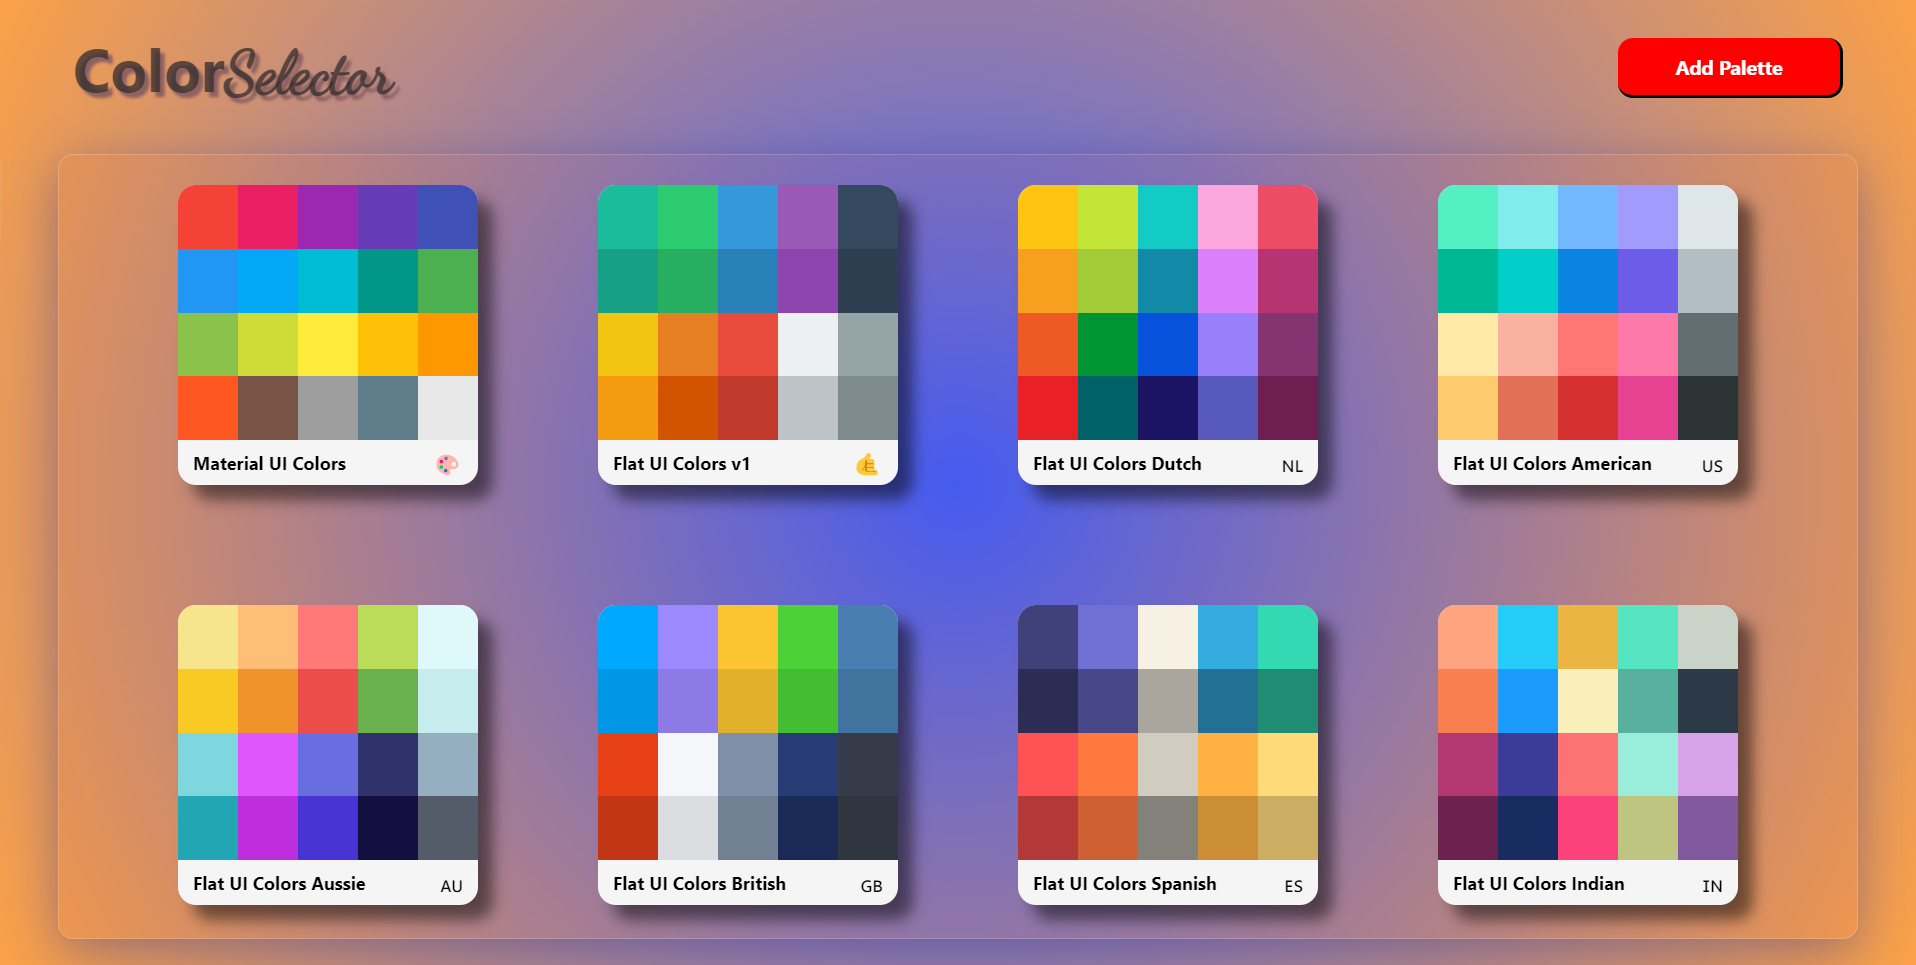 ColorSelector
Add Palette
Material UI Colors 🎨
Flat UI Colors v1 🤙
Flat UI Colors Dutch NL
Flat UI Colors American US
Flat UI Colors Aussie AU
Flat UI Colors British GB
Flat UI Colors Spanish ES
Flat UI Colors Indian IN